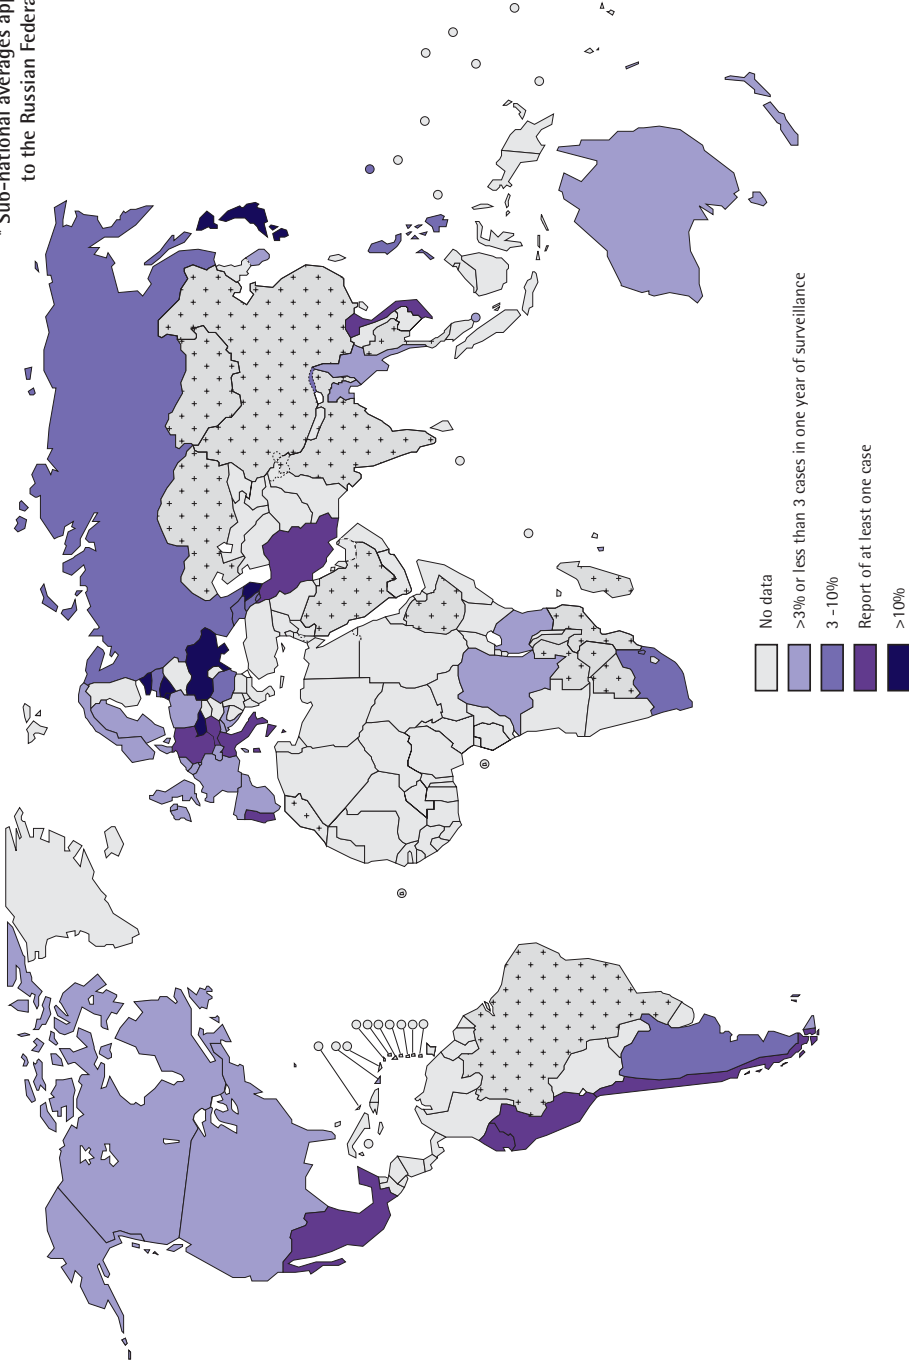 * Sub-national averages app
to the Russian Federa
No data
>3% or less than 3 cases in one year of surveillance
3 -10%
Report of at least one case
>10%